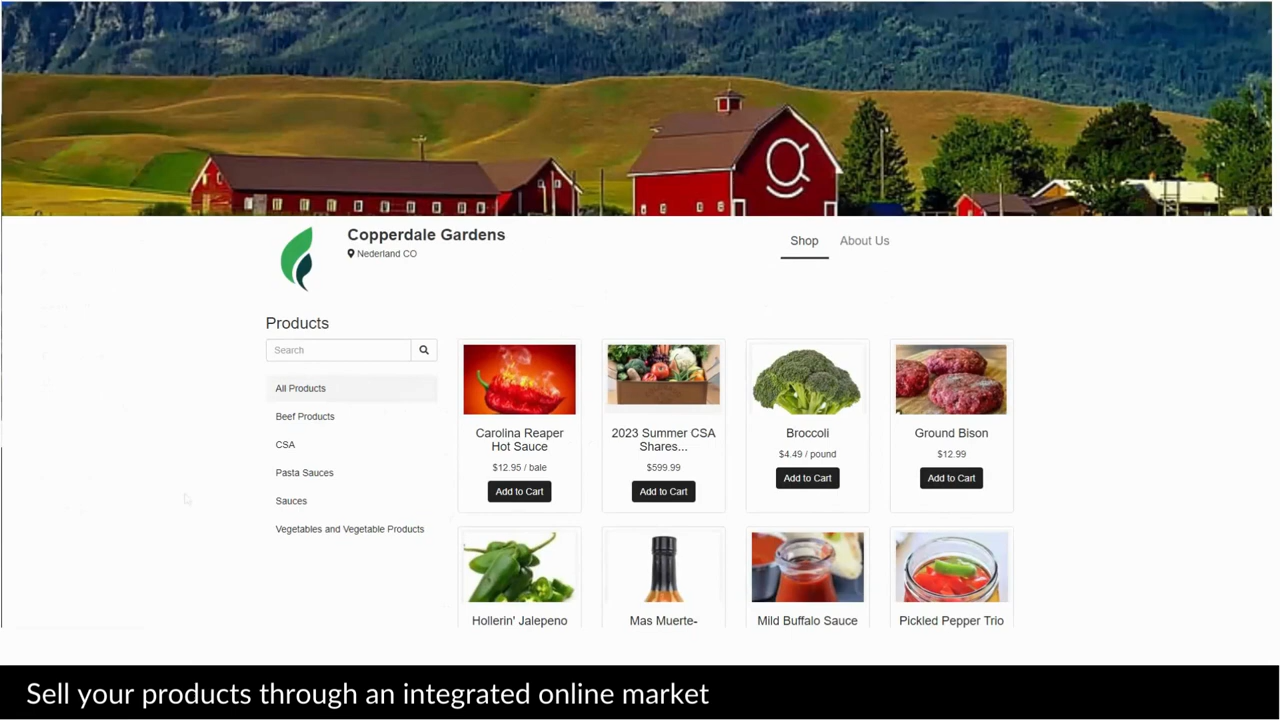 Copperdale Gardens
Nederland CO
Shop
About Us
Products
Search
All Products
Beef Products
CSA
Pasta Sauces
Sauces
Vegetables and Vegetable Products
Carolina Reaper
Hot Sauce
$12.95 / bale
Add to Cart
2023 Summer CSA
Shares...
$599.99
Add to Cart
Broccoli
$4.49 / pound
Add to Cart
Ground Bison
$12.99
Add to Cart
Hollerin' Jalepeno
Mas Muerte-
Mild Buffalo Sauce
Pickled Pepper Trio
Sell your products through an integrated online market